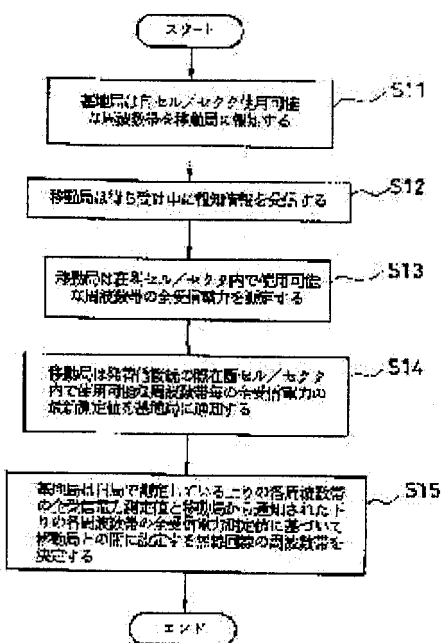 スタート
S11
基地局は自セル／セクタ使用可能
な周波数帯を移動局に報知する
S12
移動局は待ち受け中に報知情報を受信する
S13
移動局は在圏セル／セクタ内で使用可能
な周波数帯の全受信電力を測定する
S14
移動局は発着信接続の際在圏セル／セクタ
内で使用可能な周波数帯毎の全受信電力の
最新測定値を基地局に通知する
S15
基地局は自局で測定している上りの各周波数帯
の全受信電力測定値と移動局から通知された下
りの各周波数帯の全受信電力測定値に基づいて
移動局との間に設定する無線回線の周波数帯を
決定する
エンド